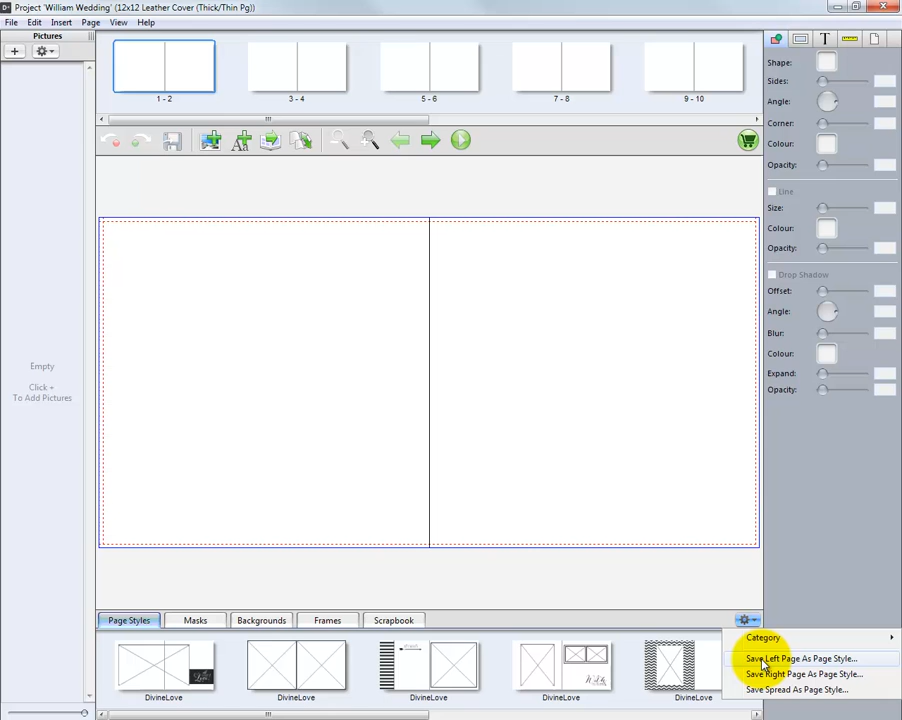 Project 'William Wedding' (12x12 Leather Cover (Thick/Thin Pg))
File Edit Insert Page View Help
Pictures
1 - 2
3 - 4
5 - 6
7 - 8
9 - 10
Empty
Click +
To Add Pictures
Shape:
Sides:
Angle:
Corner:
Colour:
Opacity:
Line
Size:
Colour:
Opacity:
Drop Shadow
Offset:
Angle:
Blur:
Colour:
Expand:
Opacity:
Page Styles Masks Backgrounds Frames Scrapbook
Category
Save Left Page As Page Style...
Save Right Page As Page Style...
Save Spread As Page Style...
DivineLove DivineLove DivineLove DivineLove DivineLove